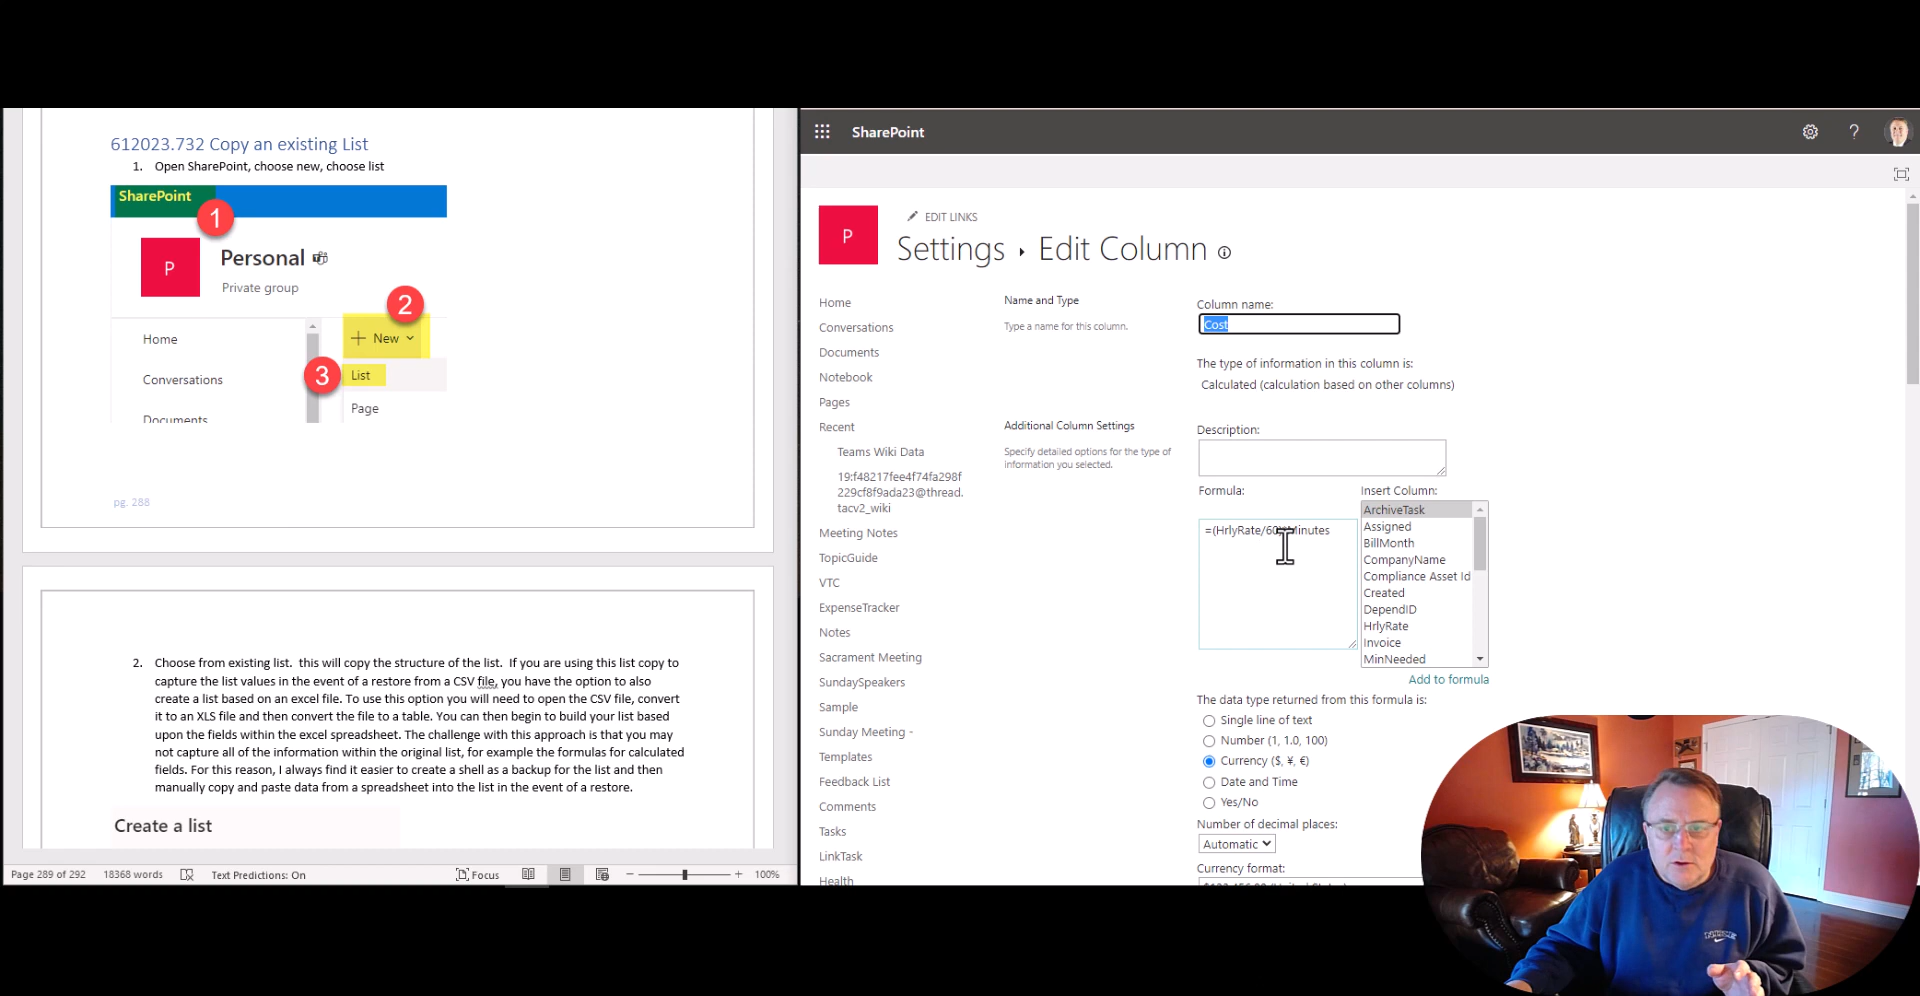 612023.732 Copy an existing List
1. Open SharePoint, choose new, choose list
SharePoint
1
P
Personal
Private group
2
+ New
Home
3
List
Conversations
Page
Documents
pg. 288
2. Choose from existing list.  this will copy the structure of the list.  If you are using this list copy to
capture the list values in the event of a restore from a CSV file, you have the option to also
create a list based on an excel file. To use this option you will need to open the CSV file, convert
it to an XLS file and then convert the file to a table. You can then begin to build your list based
upon the fields within the excel spreadsheet. The challenge with this approach is that you may
not capture all of the information within the original list, for example the formulas for calculated
fields. For this reason, I always find it easier to create a shell as a backup for the list and then
manually copy and paste data from a spreadsheet into the list in the event of a restore.
Create a list
Page 289 of 292
18368 words
Text Predictions: On
Focus
100%
SharePoint
?
P
EDIT LINKS
Settings › Edit Column
Home
Conversations
Documents
Notebook
Pages
Recent
Teams Wiki Data
19:f48217fee4f74fa298f
229cf8f9ada23@thread.
tacv2_wiki
Meeting Notes
TopicGuide
VTC
ExpenseTracker
Notes
Sacrament Meeting
SundaySpeakers
Sample
Sunday Meeting -
Templates
Feedback List
Comments
Tasks
LinkTask
Health
Name and Type
Type a name for this column.
Additional Column Settings
Specify detailed options for the type of
information you selected.
Column name:
Cost
The type of information in this column is:
Calculated (calculation based on other columns)
Description:
Formula:
=(HrlyRate/60)*Minutes
Insert Column:
ArchiveTask
Assigned
BillMonth
CompanyName
Compliance Asset Id
Created
DependID
HrlyRate
Invoice
MinNeeded
Add to formula
The data type returned from this formula is:
Single line of text
Number (1, 1.0, 100)
Currency ($, ¥, €)
Date and Time
Yes/No
Number of decimal places:
Automatic
Currency format: